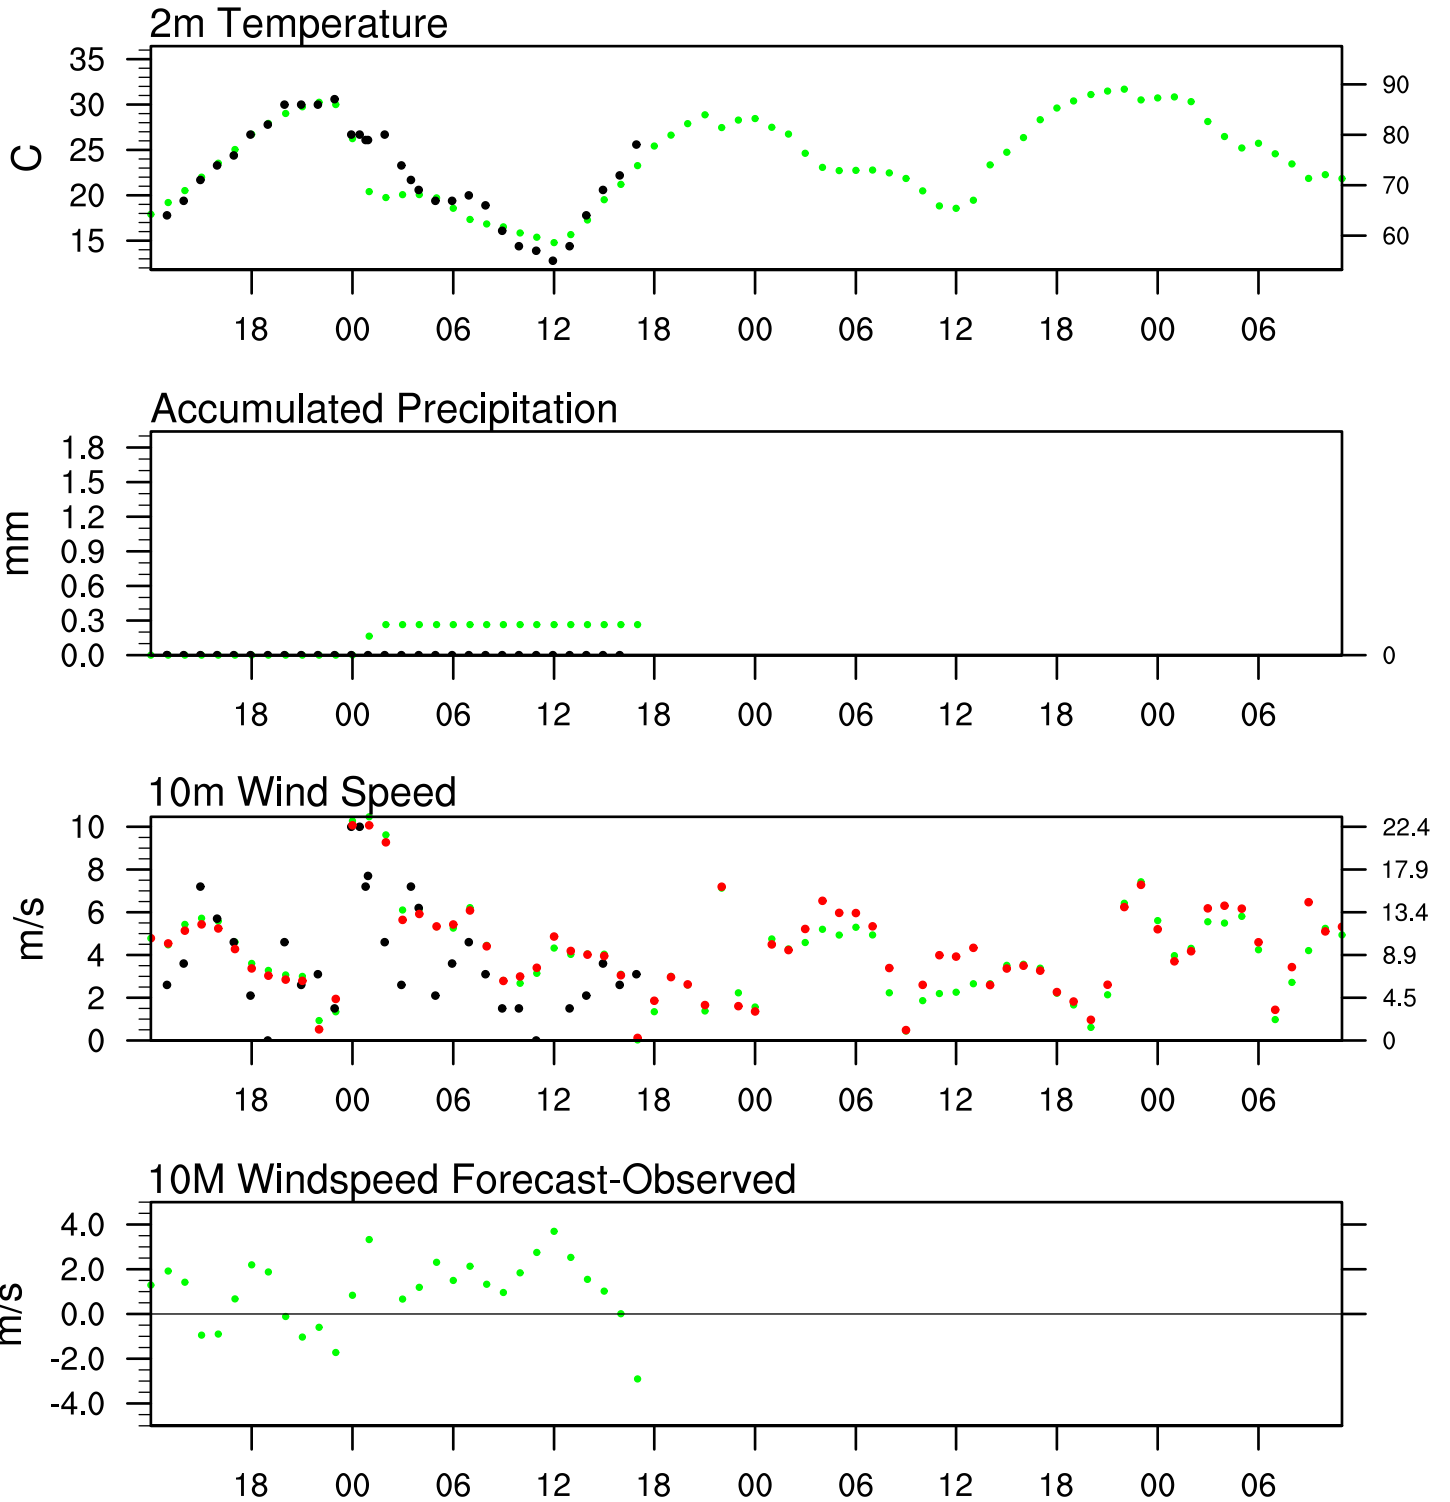 2m Temperature
35
30
25
20
15
C
90
80
70
60
18 00 06 12 18 00 06 12 18 00 06
Accumulated Precipitation
1.8
1.5
1.2
0.9
0.6
0.3
0.0
mm
0
18 00 06 12 18 00 06 12 18 00 06
10m Wind Speed
10
8
6
4
2
0
m/s
22.4
17.9
13.4
8.9
4.5
0
18 00 06 12 18 00 06 12 18 00 06
10M Windspeed Forecast-Observed
4.0
2.0
0.0
-2.0
-4.0
m/s
18 00 06 12 18 00 06 12 18 00 06